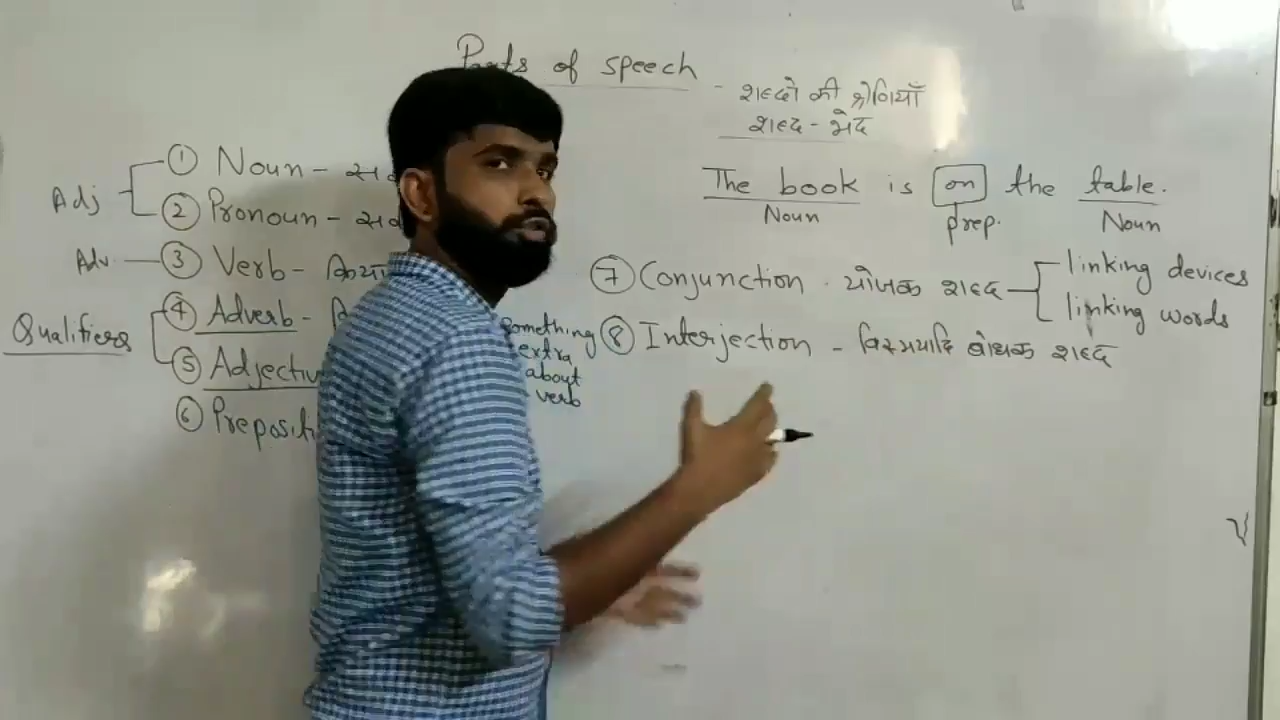 Parts of speech - शब्दो की श्रेणियाँ
शब्द - भेद
Adj
① Noun -
② Pronoun -
Adv. ③ Verb - क्रिया
Qualifiers
④ Adverb -
⑤ Adjectiv
⑥ Preposit
something
extra
about
verb
The book is on the table.
Noun prep. Noun
⑦ Conjunction - योजक शब्द
linking devices
linking words
⑧ Interjection - विस्मयादि बोधक शब्द